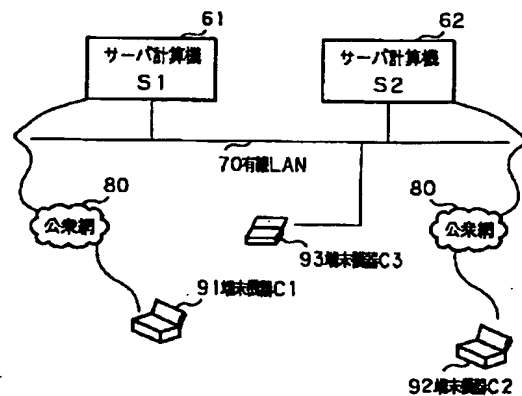 61
サーバ計算機
S1
62
サーバ計算機
S2
70有線LAN
80
公衆網
80
公衆網
93端末機器C3
91端末機器C1
92端末機器C2